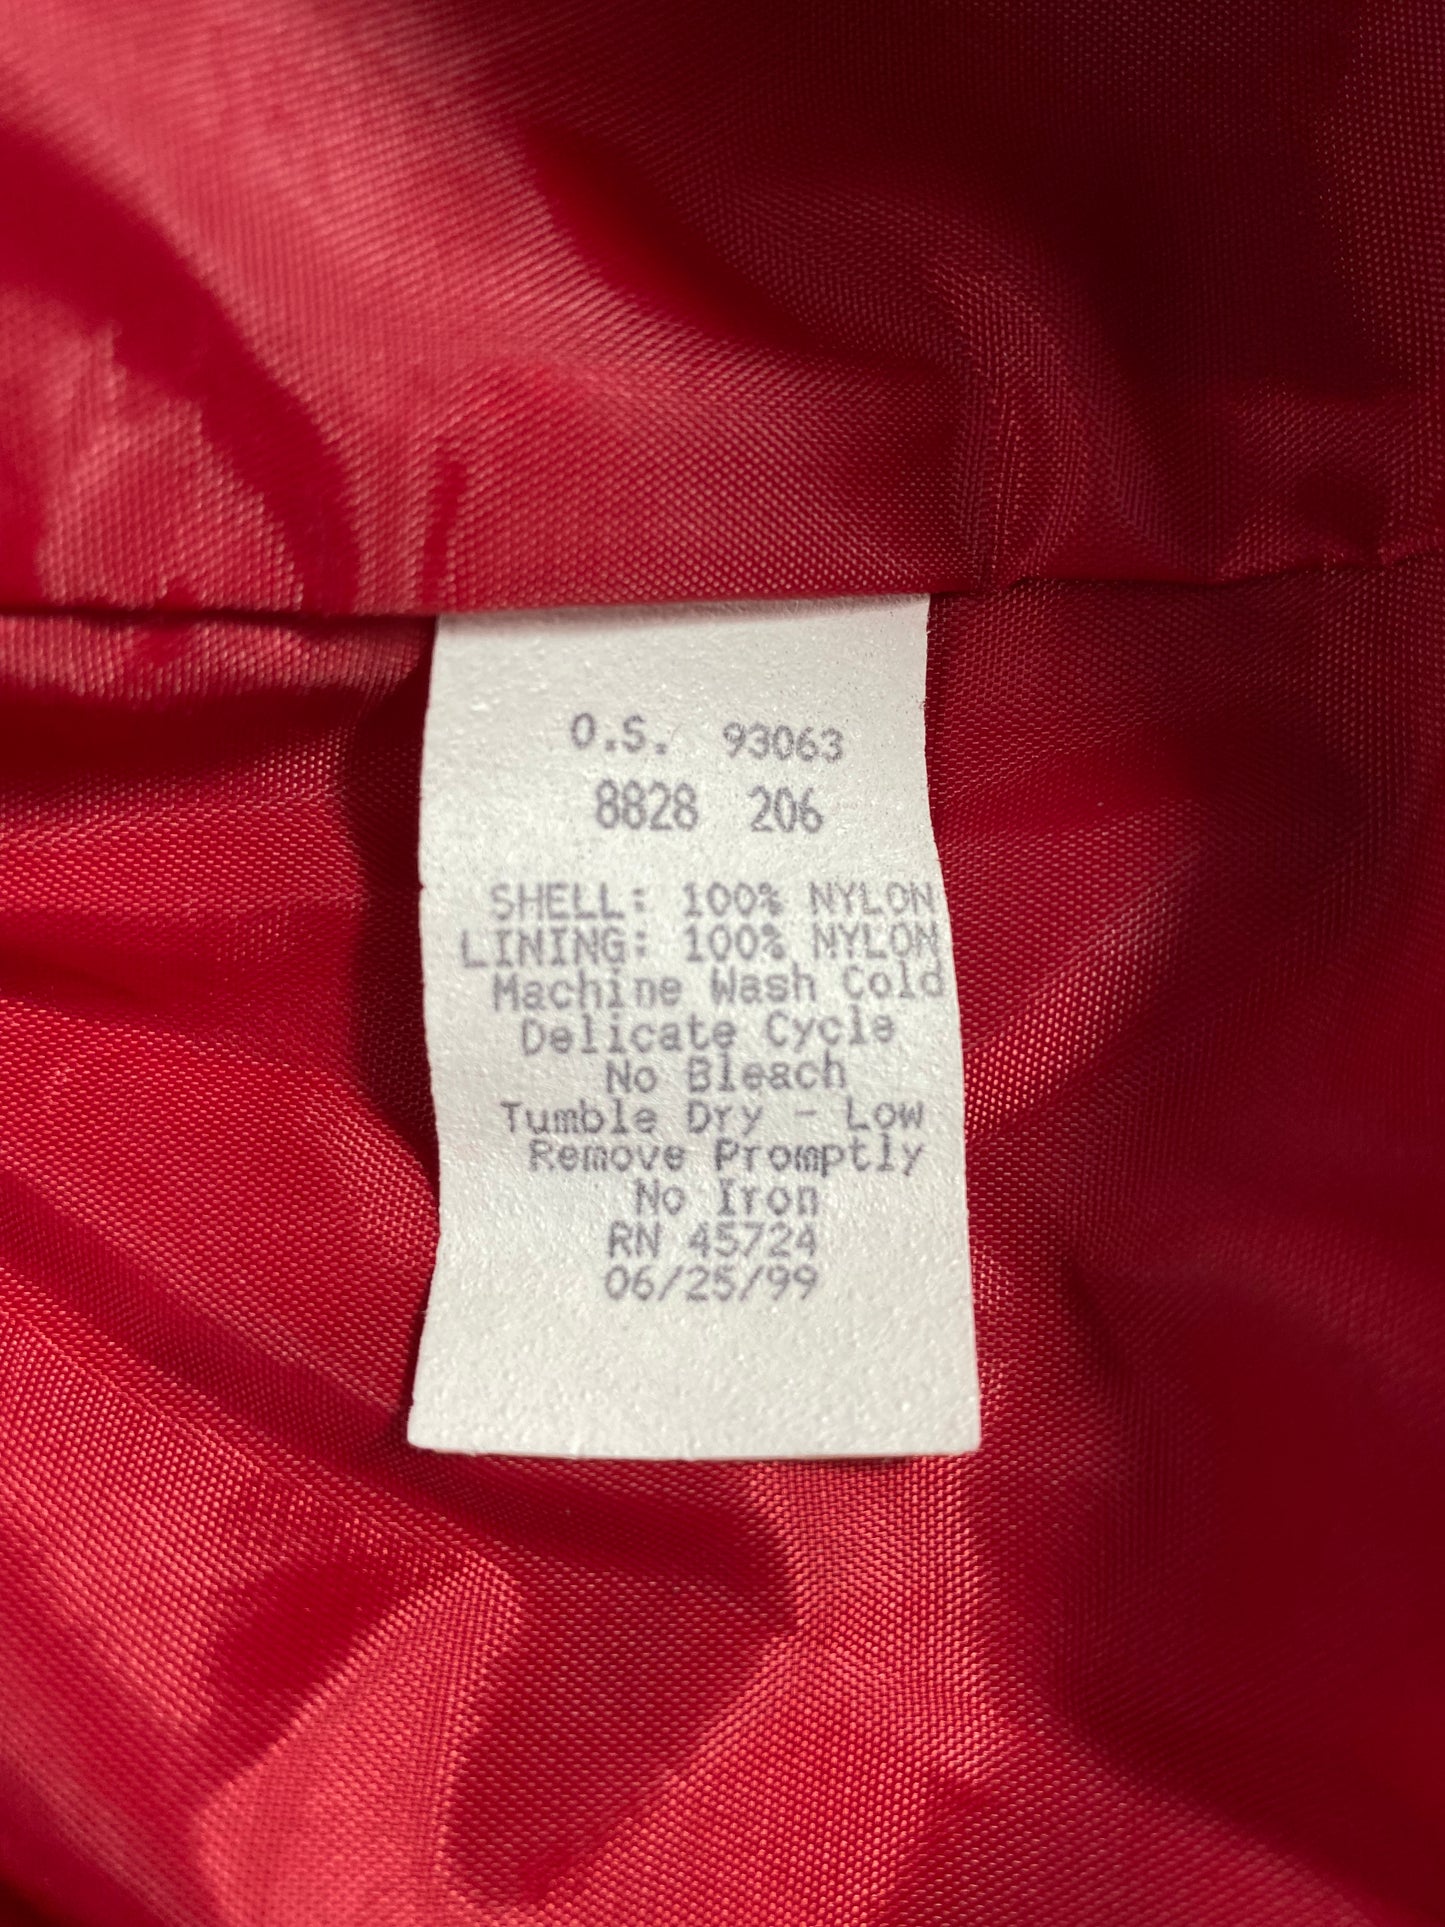 O.S. 93063
8828 206
SHELL: 100% NYLON
LINING: 100% NYLON
Machine Wash Cold
Delicate Cycle
No Bleach
Tumble Dry - Low
Remove Promptly
No Iron
RN 45724
06/25/99